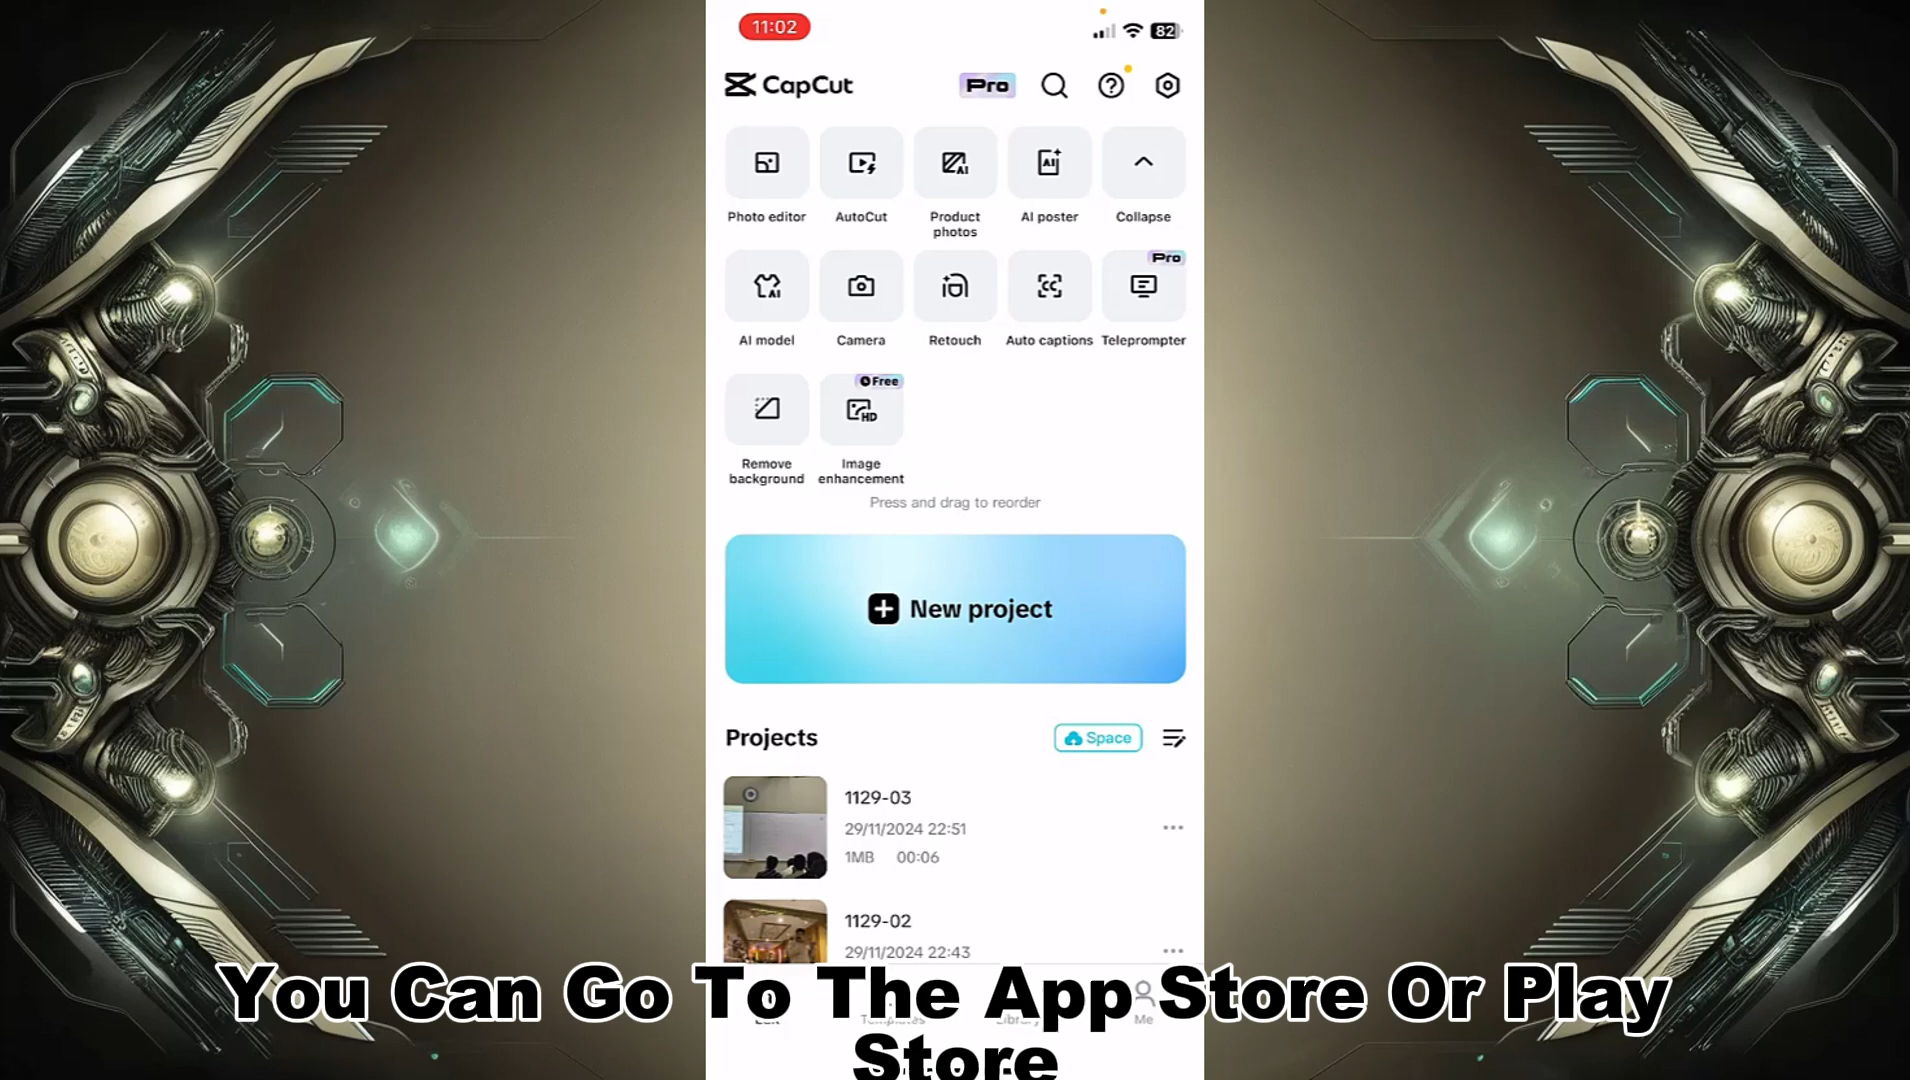 11:02
82
CapCut
Pro
Photo editor
AutoCut
Product
photos
AI poster
Collapse
Pro
AI model
Camera
Retouch
Auto captions
Teleprompter
Free
HD
Remove
background
Image
enhancement
Press and drag to reorder
New project
Projects
Space
1129-03
29/11/2024 22:51
1MB 00:06
1129-02
29/11/2024 22:43
You Can Go To The App Store Or Play
Store
Me